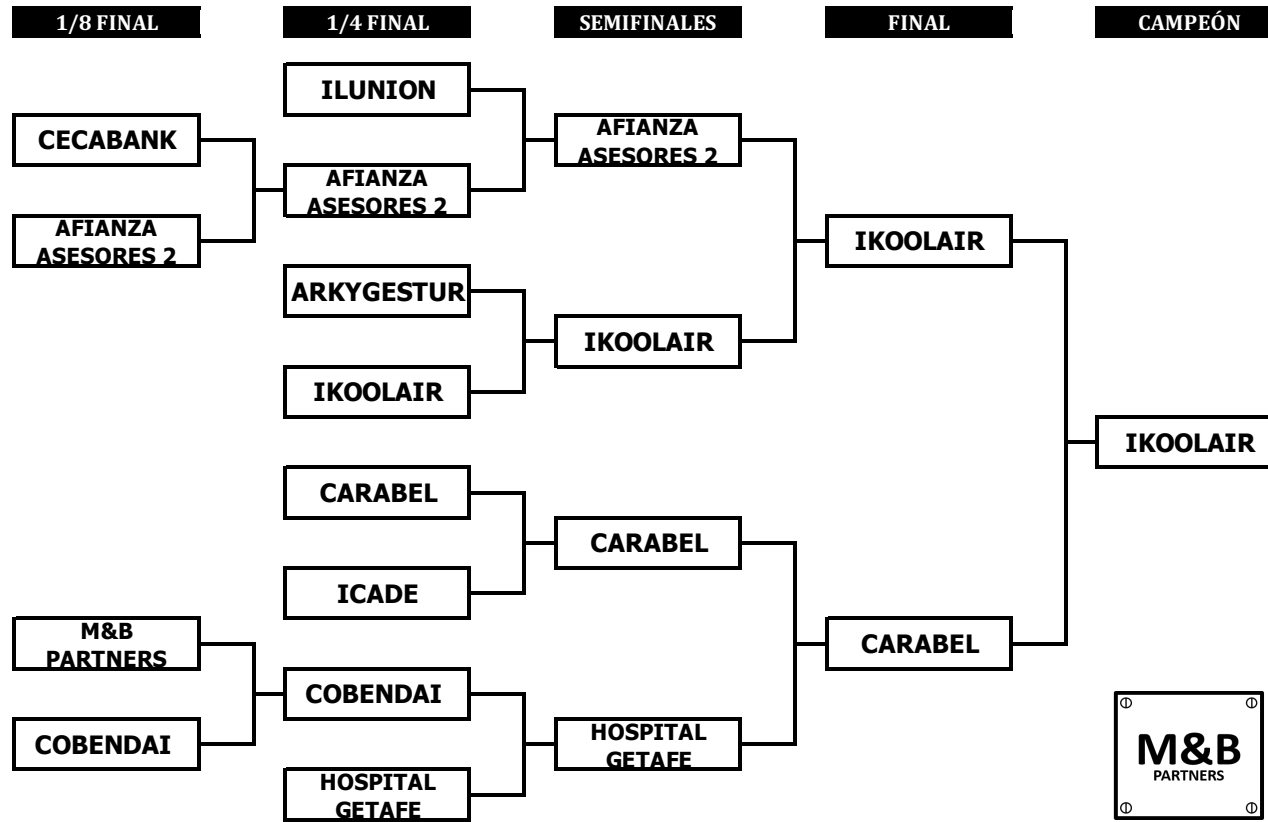 1/8 FINAL
1/4 FINAL
SEMIFINALES
FINAL
CAMPEÓN
CECABANK
AFIANZA
ASESORES 2
M&B
PARTNERS
COBENDAI
ILUNION
AFIANZA
ASESORES 2
ARKYGESTUR
IKOOLAIR
CARABEL
ICADE
COBENDAI
HOSPITAL
GETAFE
AFIANZA
ASESORES 2
IKOOLAIR
CARABEL
HOSPITAL
GETAFE
IKOOLAIR
CARABEL
IKOOLAIR
M&B
PARTNERS